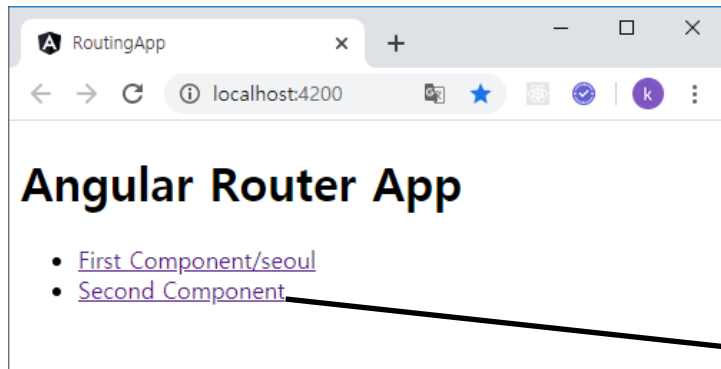 RoutingApp
localhost:4200
k
Angular Router App
First Component/seoul
Second Component